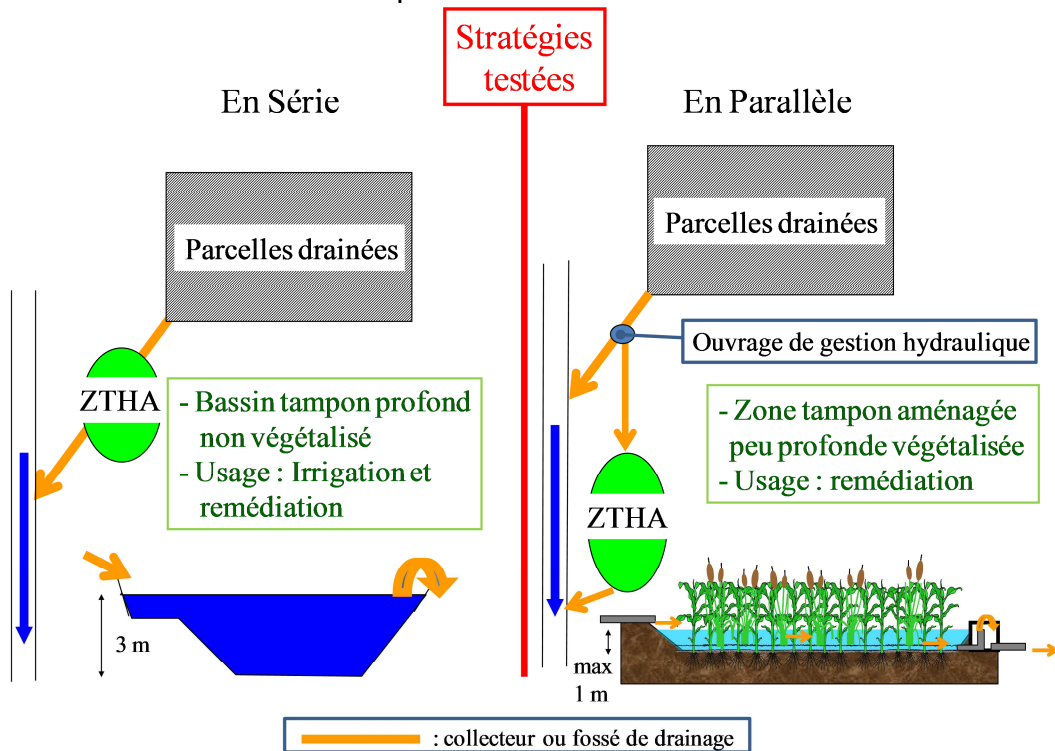 Stratégies
testées
En Série
En Parallèle
Parcelles drainées
ZTHA
- Bassin tampon profond
non végétalisé
- Usage : Irrigation et
remédiation
3 m
Parcelles drainées
Ouvrage de gestion hydraulique
- Zone tampon aménagée
peu profonde végétalisée
- Usage : remédiation
ZTHA
max
1 m
: collecteur ou fossé de drainage